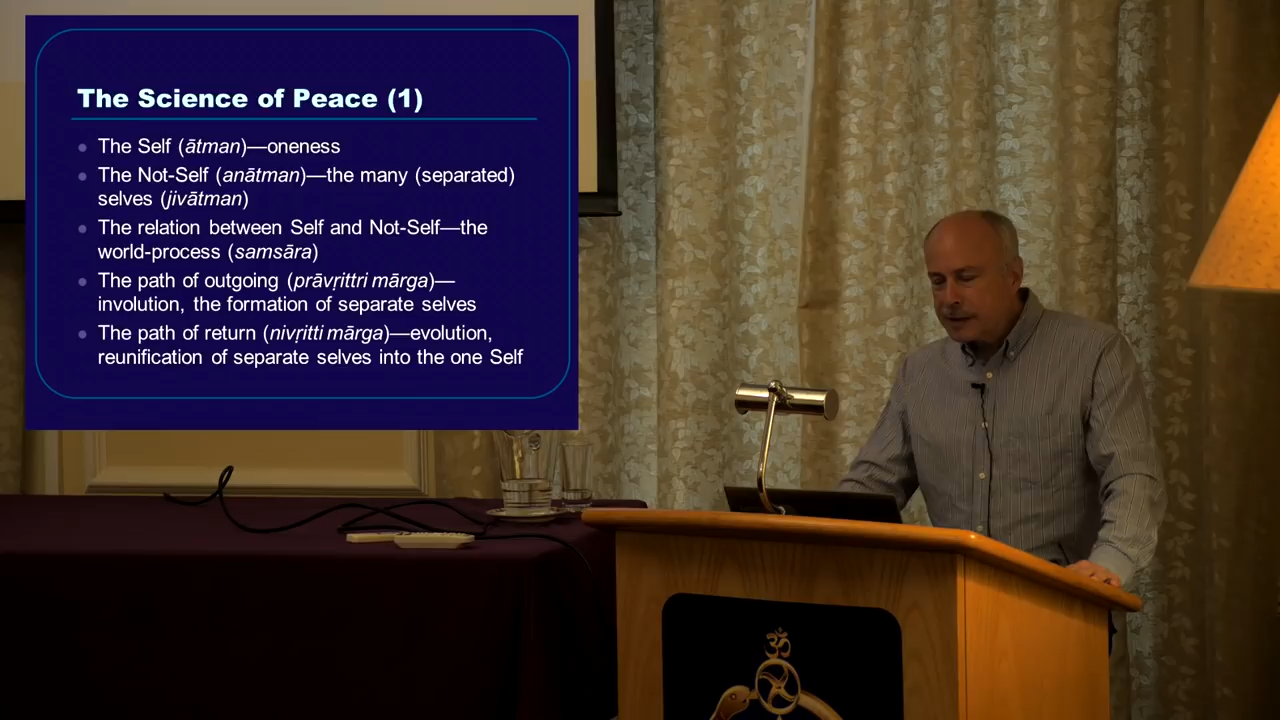 The Science of Peace (1)
The Self (ātman)—oneness
The Not-Self (anātman)—the many (separated)
selves (jivātman)
The relation between Self and Not-Self—the
world-process (samsāra)
The path of outgoing (prāvṛittri mārga)—
involution, the formation of separate selves
The path of return (nivṛitti mārga)—evolution,
reunification of separate selves into the one Self
ॐ